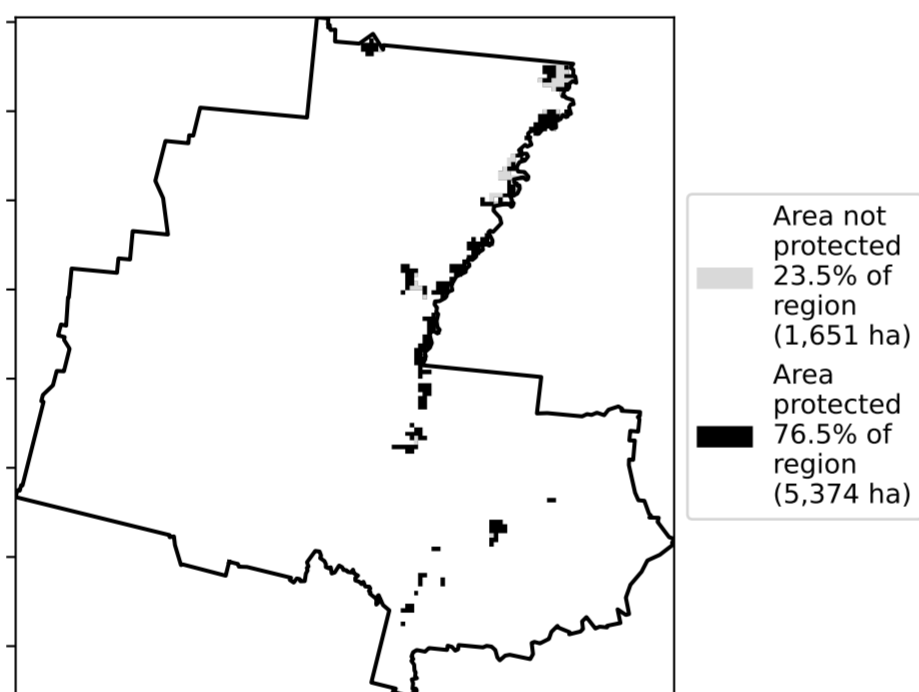 Area not
protected
23.5% of
region
(1,651 ha)
Area
protected
76.5% of
region
(5,374 ha)